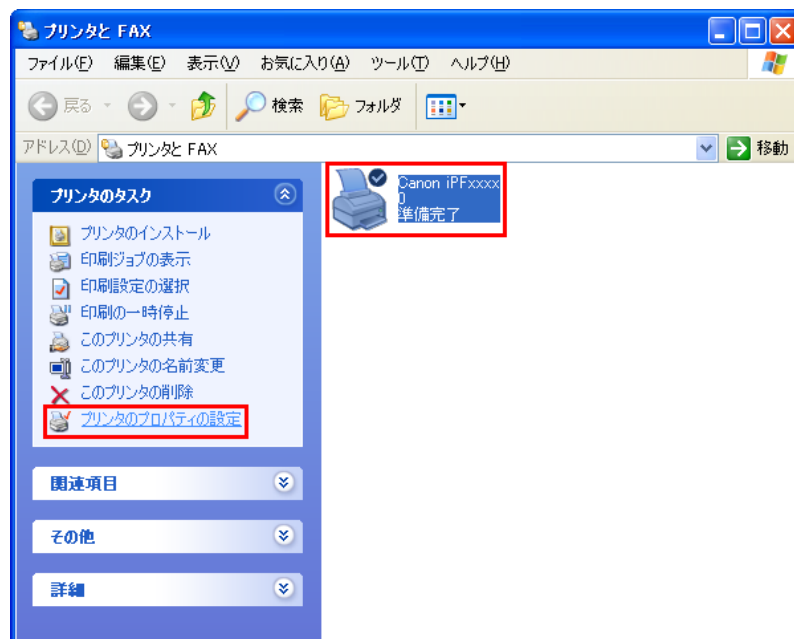 プリンタと FAX
ファイル(F) 編集(E) 表示(V) お気に入り(A) ツール(T) ヘルプ(H)
戻る 検索 フォルダ
アドレス(D) プリンタと FAX 移動
プリンタのタスク
プリンタのインストール
印刷ジョブの表示
印刷設定の選択
印刷の一時停止
このプリンタの共有
このプリンタの名前変更
このプリンタの削除
プリンタのプロパティの設定
関連項目
その他
詳細
Canon iPFxxxx
0
準備完了